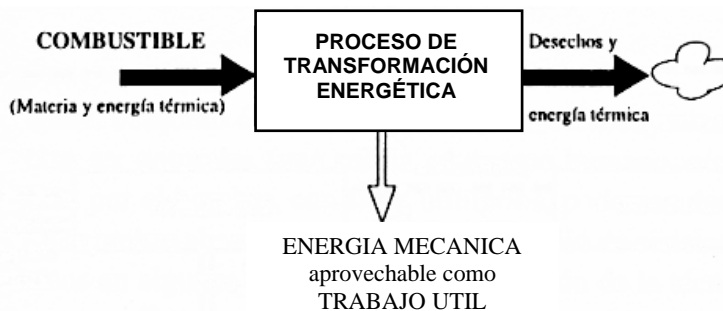 COMBUSTIBLE
(Materia y energía térmica)
PROCESO DE
TRANSFORMACIÓN
ENERGÉTICA
Desechos y
energía térmica
ENERGIA MECANICA
aprovechable como
TRABAJO UTIL